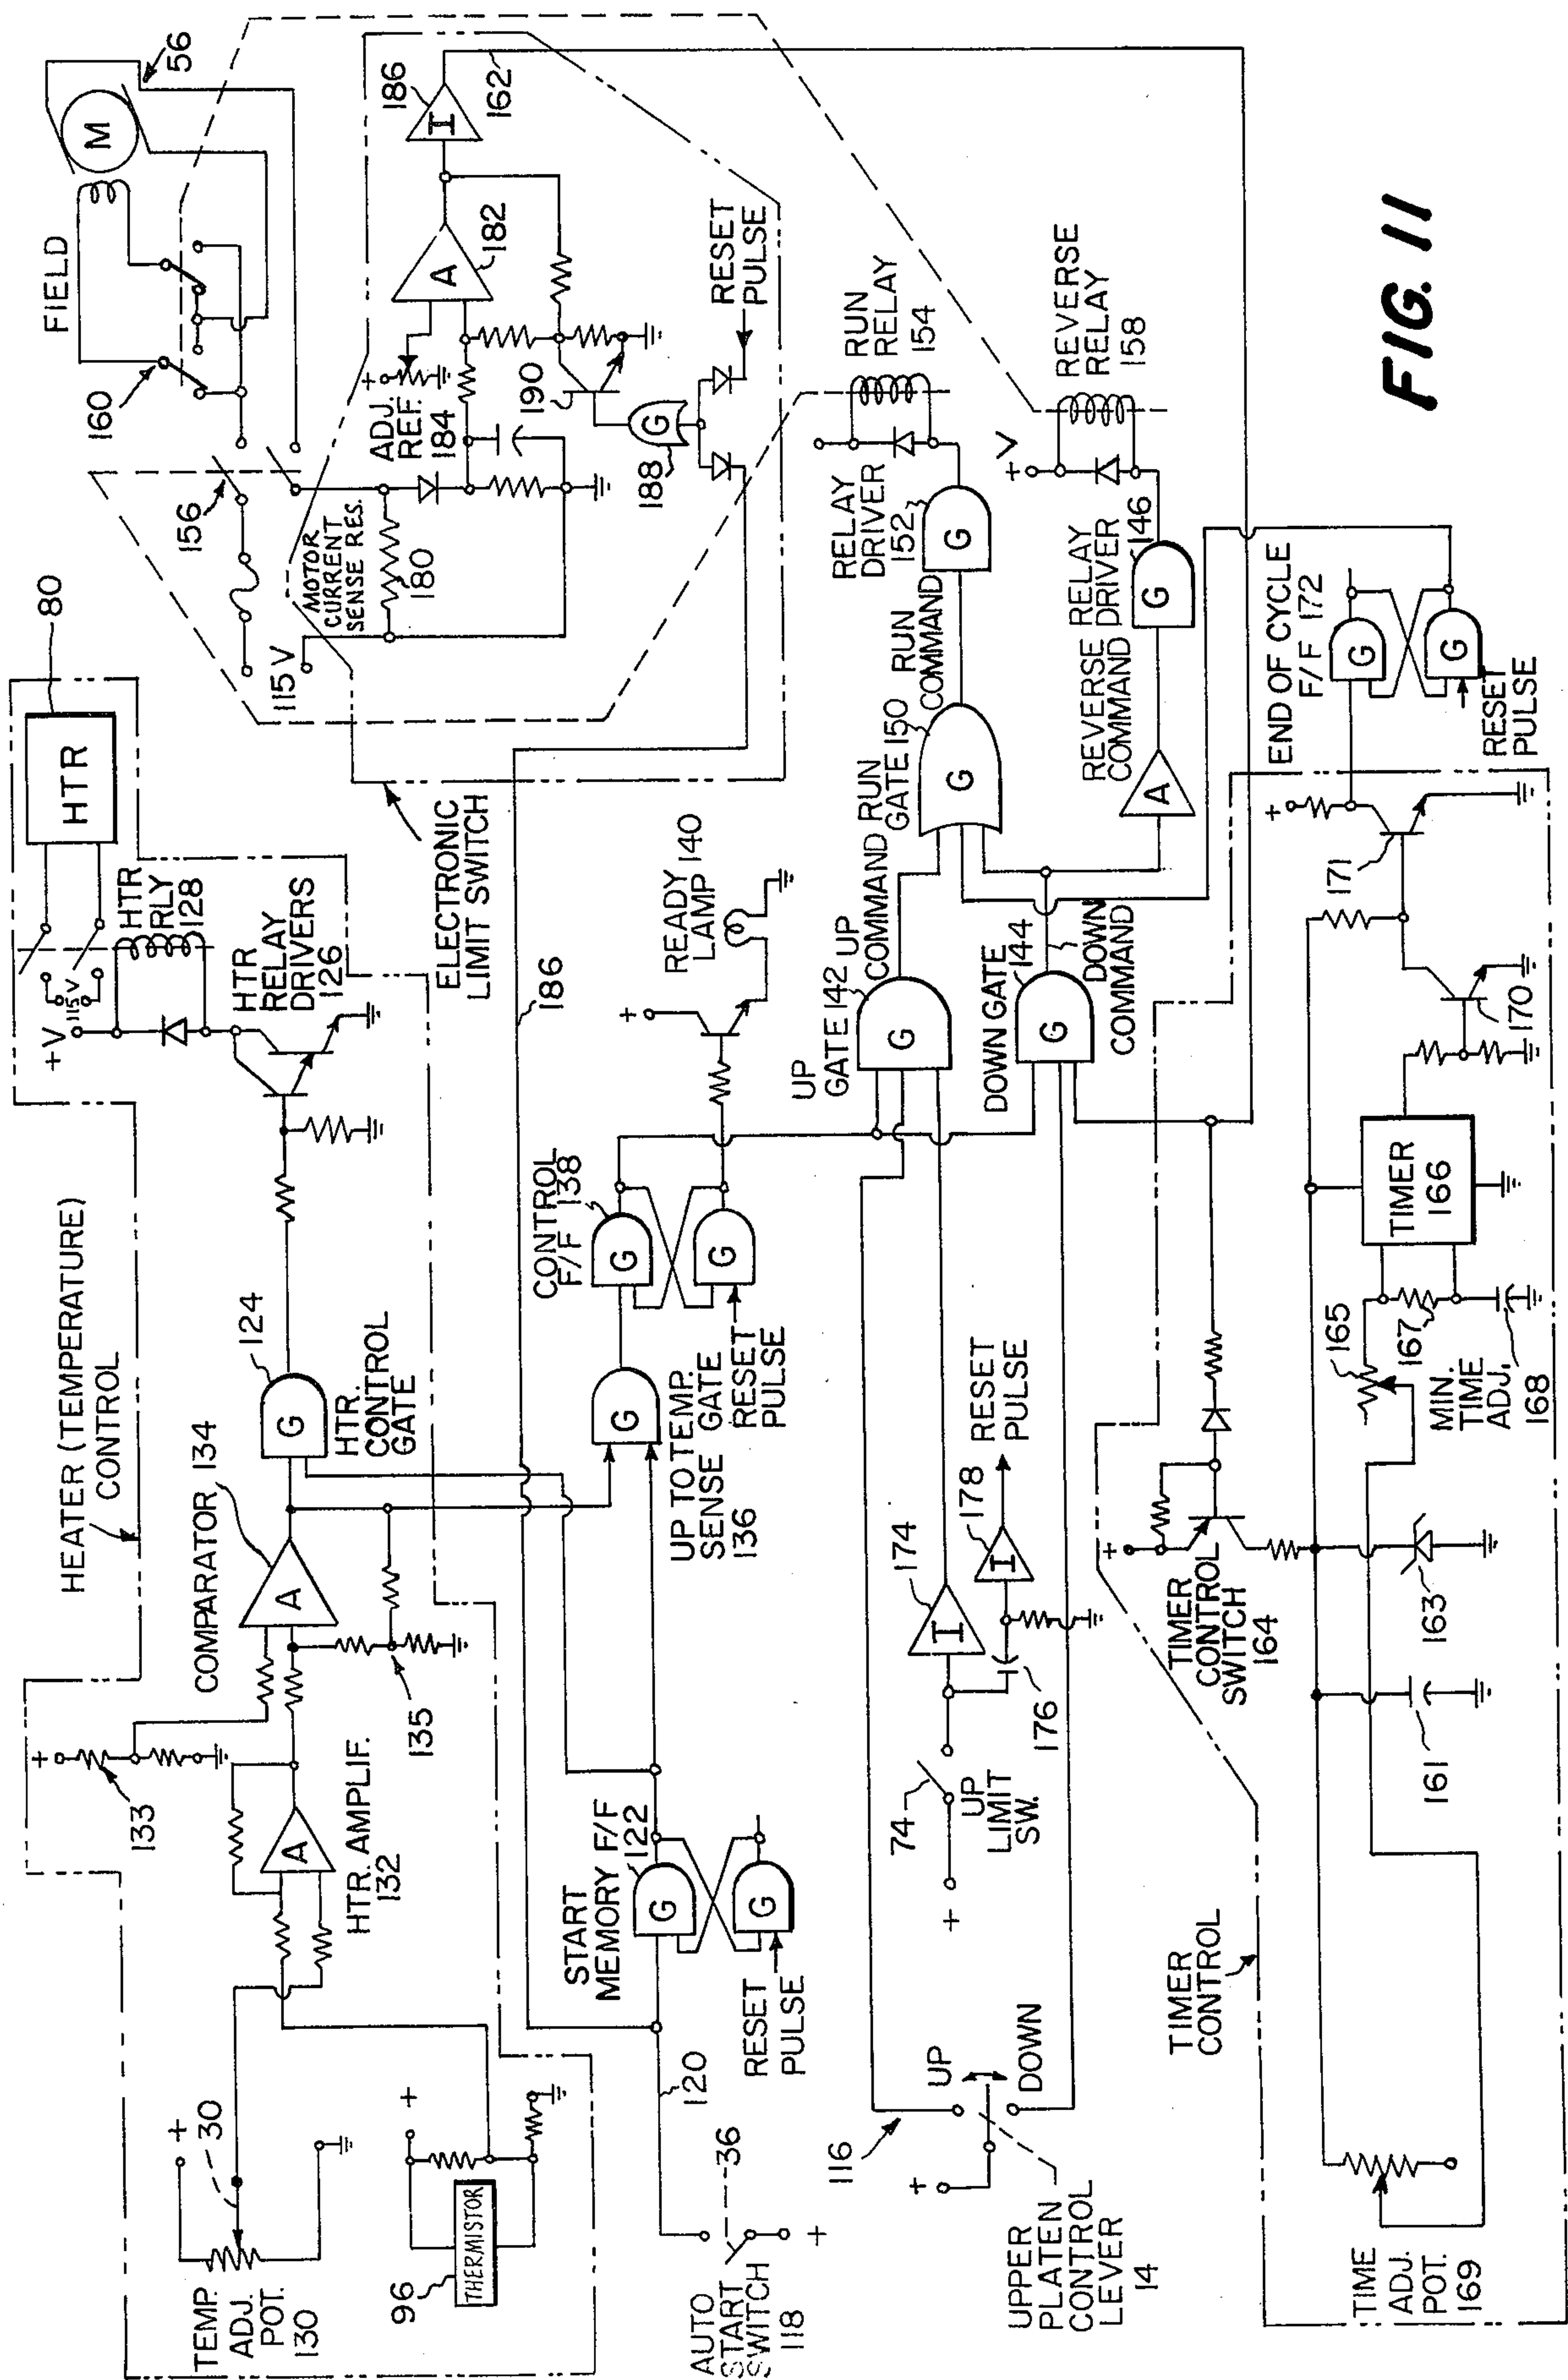 HEATER (TEMPERATURE)
CONTROL
TEMP.
ADJ.
POT.
130
+
30
96
THERMISTOR
+
+
133
HTR. AMPLIF.
132
A
COMPARATOR 134
A
135
G
124
HTR.
CONTROL
GATE
HTR
RELAY
DRIVERS
126
+V
115 V
HTR
RLY
128
HTR
80
AUTO
START
SWITCH
118
36
+
120
START
MEMORY F/F
122
G
G
RESET
PULSE
UP TO TEMP.
SENSE GATE
136
G
CONTROL
F/F 138
G
G
RESET
PULSE
READY
LAMP 140
+
186
ELECTRONIC
LIMIT SWITCH
115 V
MOTOR
CURRENT
SENSE RES.
180
156
160
FIELD
M
56
+
ADJ.
REF.
184
A
182
I
186
162
190
G
188
RESET
PULSE
116
UP
DOWN
+
UPPER
PLATEN
CONTROL
LEVER
14
74
+
UP
LIMIT
SW.
I
174
176
I
178
RESET
PULSE
UP
GATE 142
G
UP
COMMAND
DOWN GATE
144
G
DOWN
COMMAND
RUN
GATE 150
G
RUN
COMMAND
RELAY
DRIVER
152
G
RUN
RELAY
154
A
REVERSE
COMMAND
RELAY
DRIVER
146
G
+V
REVERSE
RELAY
158
END OF CYCLE
F/F 172
G
G
RESET
PULSE
TIMER
CONTROL
TIME
ADJ.
POT.
169
161
163
+
TIMER
CONTROL
SWITCH
164
165
167
MIN.
TIME
ADJ.
168
TIMER
166
170
171
+
FIG. 11